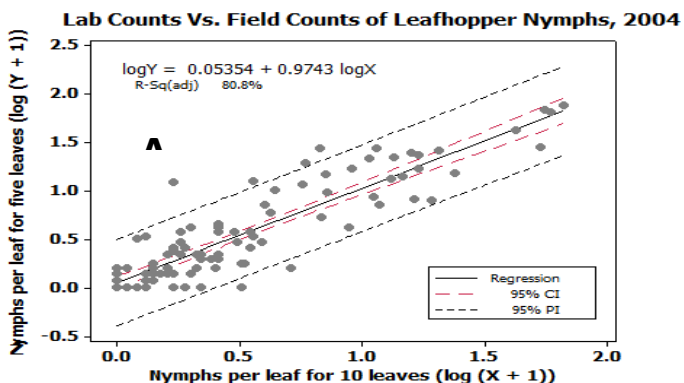 Lab Counts Vs. Field Counts of Leafhopper Nymphs, 2004
Nymphs per leaf for five leaves (log (Y + 1))
2.5
2.0
1.5
1.0
0.5
0.0
-0.5
logY = 0.05354 + 0.9743 logX
R-Sq(adj) 80.8%
Regression
95% CI
95% PI
0.0 0.5 1.0 1.5 2.0
Nymphs per leaf for 10 leaves (log (X + 1))